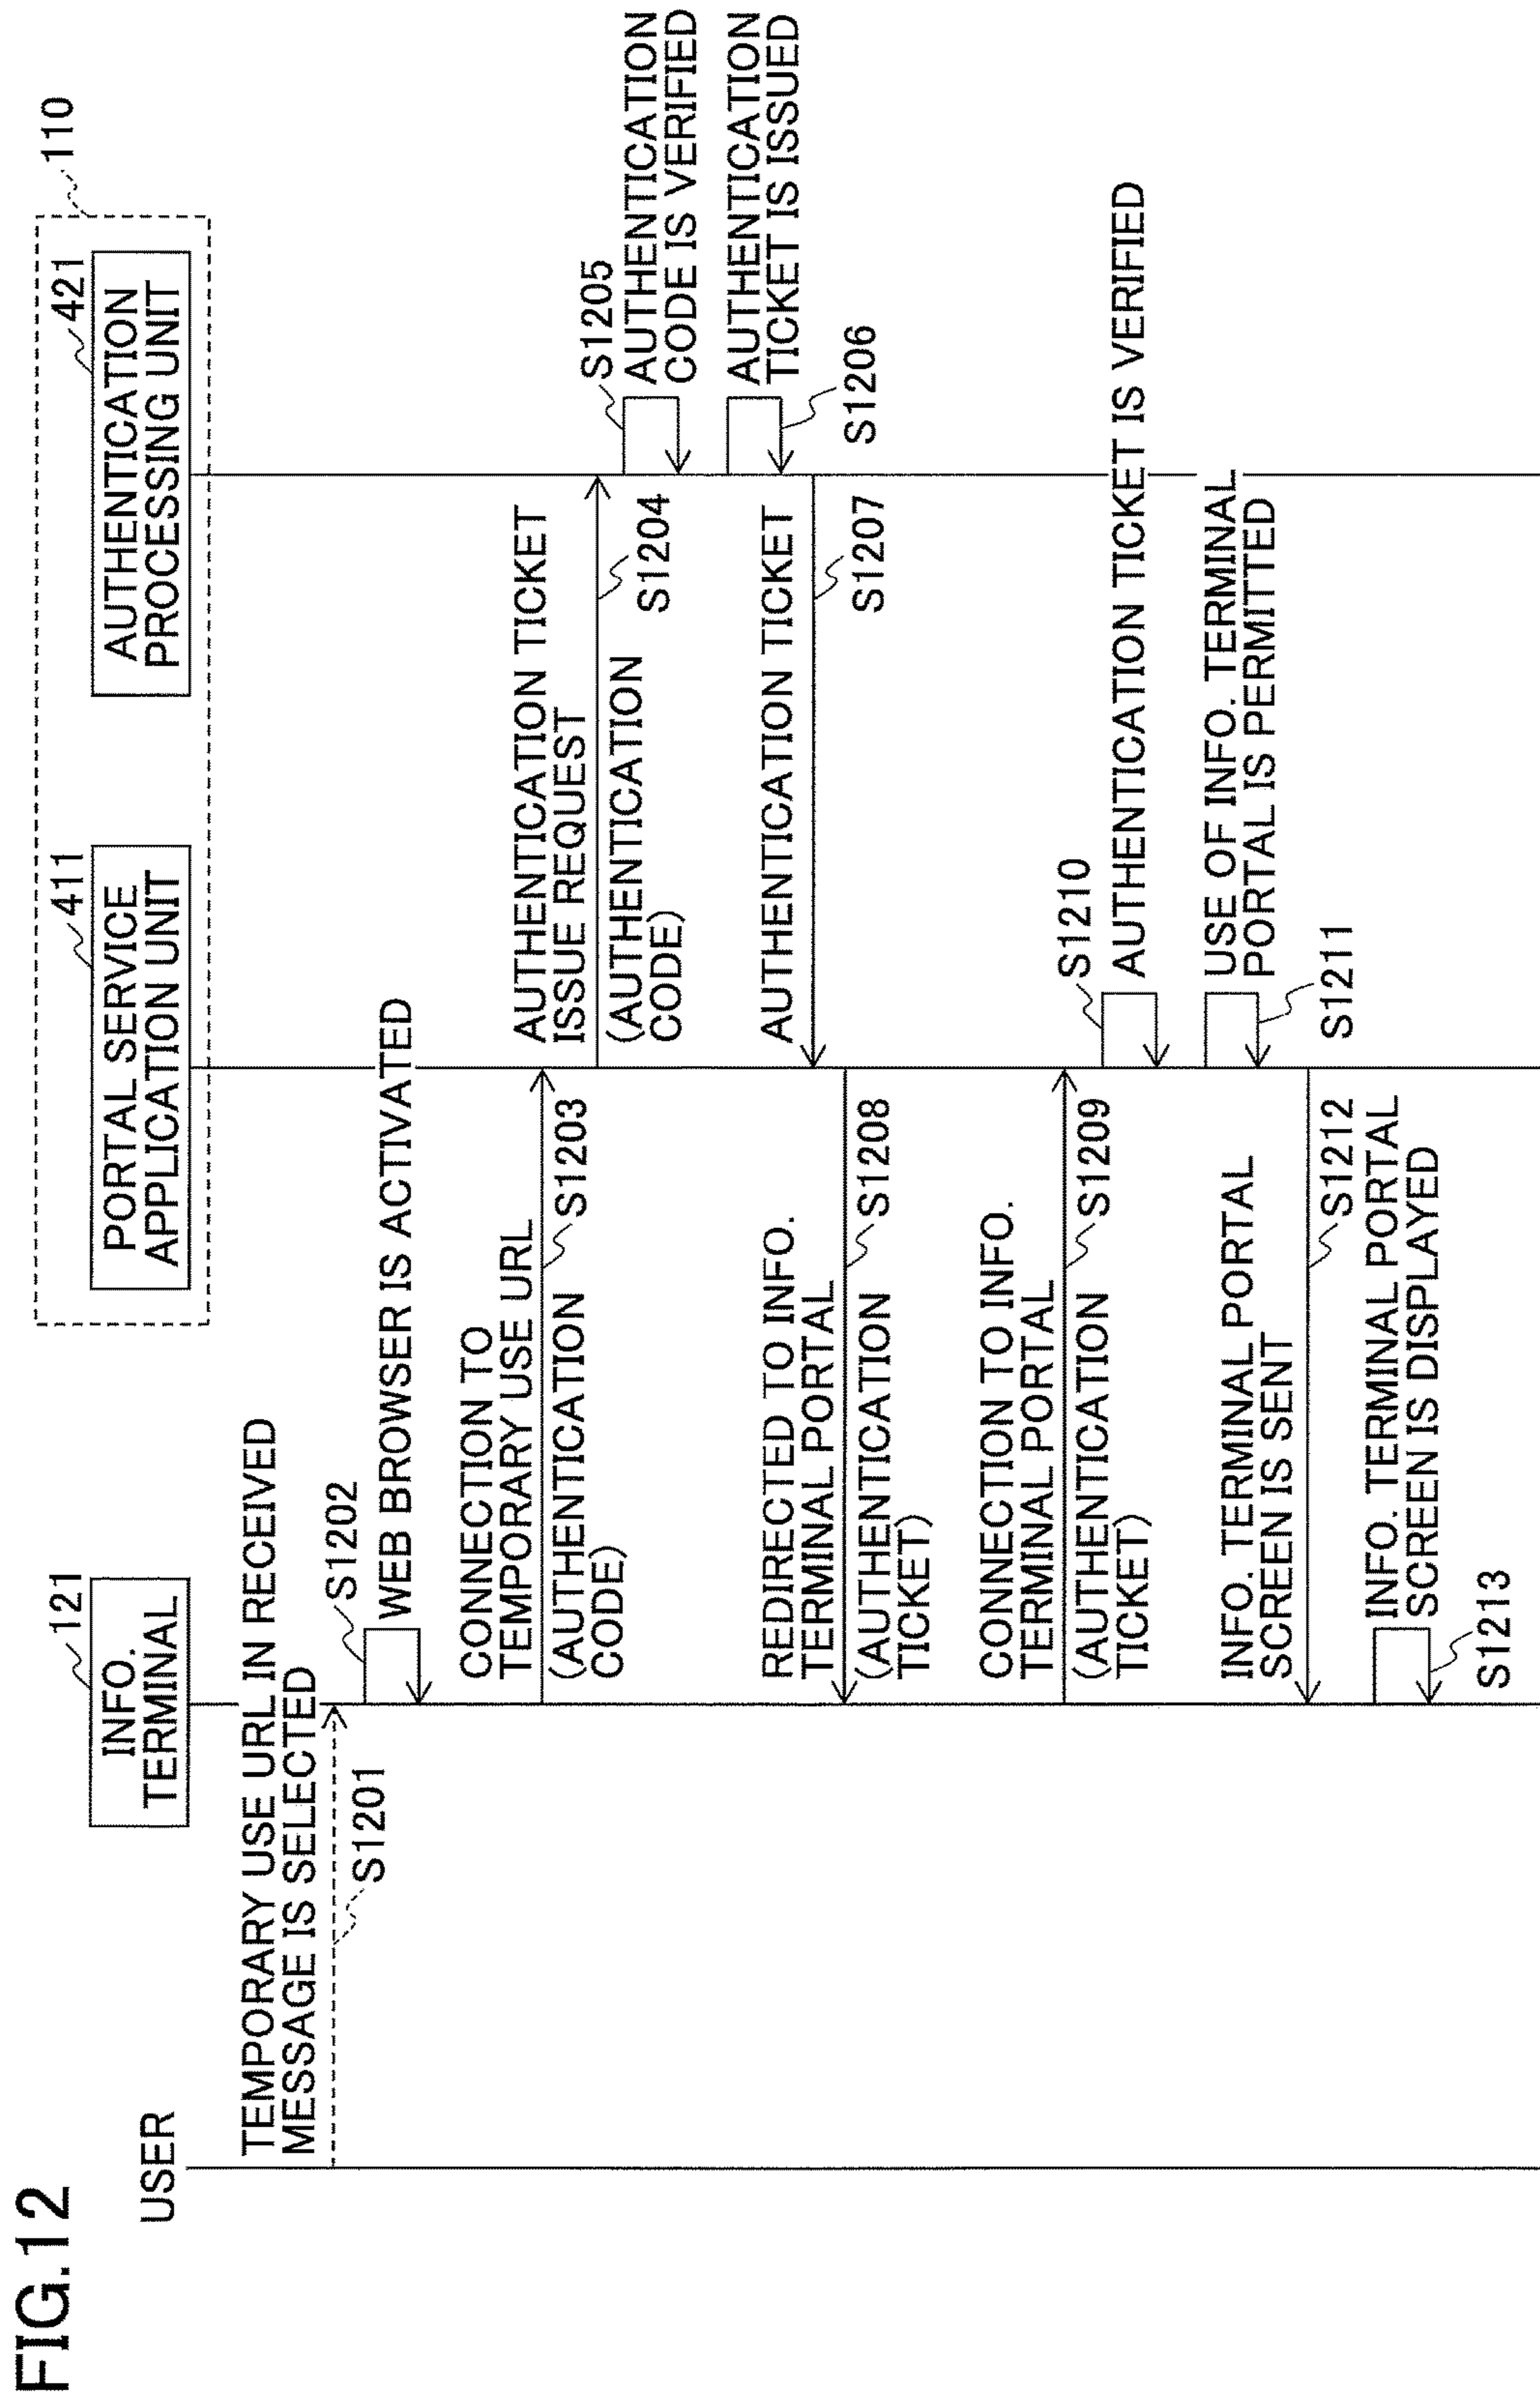 FIG.12
USER
121
INFO.
TERMINAL
411
PORTAL SERVICE
APPLICATION UNIT
421
AUTHENTICATION
PROCESSING UNIT
110
TEMPORARY USE URL IN RECEIVED
MESSAGE IS SELECTED
S1201
S1202
WEB BROWSER IS ACTIVATED
CONNECTION TO
TEMPORARY USE URL
S1203
(AUTHENTICATION
CODE)
AUTHENTICATION TICKET
ISSUE REQUEST
S1204
(AUTHENTICATION
CODE)
S1205
AUTHENTICATION
CODE IS VERIFIED
AUTHENTICATION
TICKET IS ISSUED
S1206
AUTHENTICATION TICKET
S1207
REDIRECTED TO INFO.
TERMINAL PORTAL
S1208
(AUTHENTICATION
TICKET)
CONNECTION TO INFO.
TERMINAL PORTAL
S1209
(AUTHENTICATION
TICKET)
S1210
AUTHENTICATION TICKET IS VERIFIED
USE OF INFO. TERMINAL
PORTAL IS PERMITTED
S1211
INFO. TERMINAL PORTAL
SCREEN IS SENT
S1212
INFO. TERMINAL PORTAL
SCREEN IS DISPLAYED
S1213